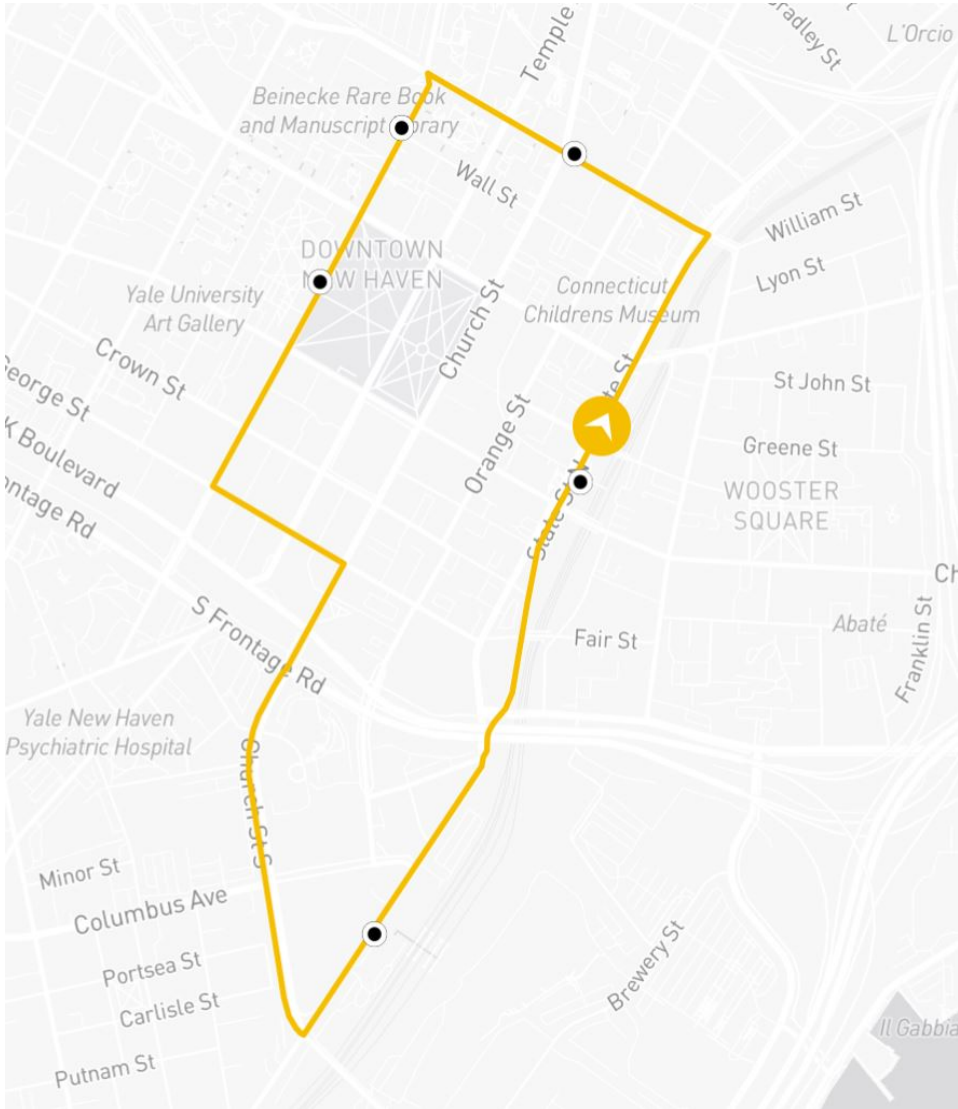 Bradley St
L'Orcio
Temple
Beinecke Rare Book
and Manuscript Library
Wall St
William St
DOWNTOWN
NEW HAVEN
Lyon St
Connecticut
Childrens Museum
Yale University
Art Gallery
Church St
Crown St
State St
St John St
George St
Orange St
Greene St
K Boulevard
WOOSTER
SQUARE
ontage Rd
State St N
Ch
S Frontage Rd
Fair St
Abaté
Franklin St
Yale New Haven
Psychiatric Hospital
Church St S
Minor St
Columbus Ave
Portsea St
Brewery St
Carlisle St
Il Gabbia
Putnam St